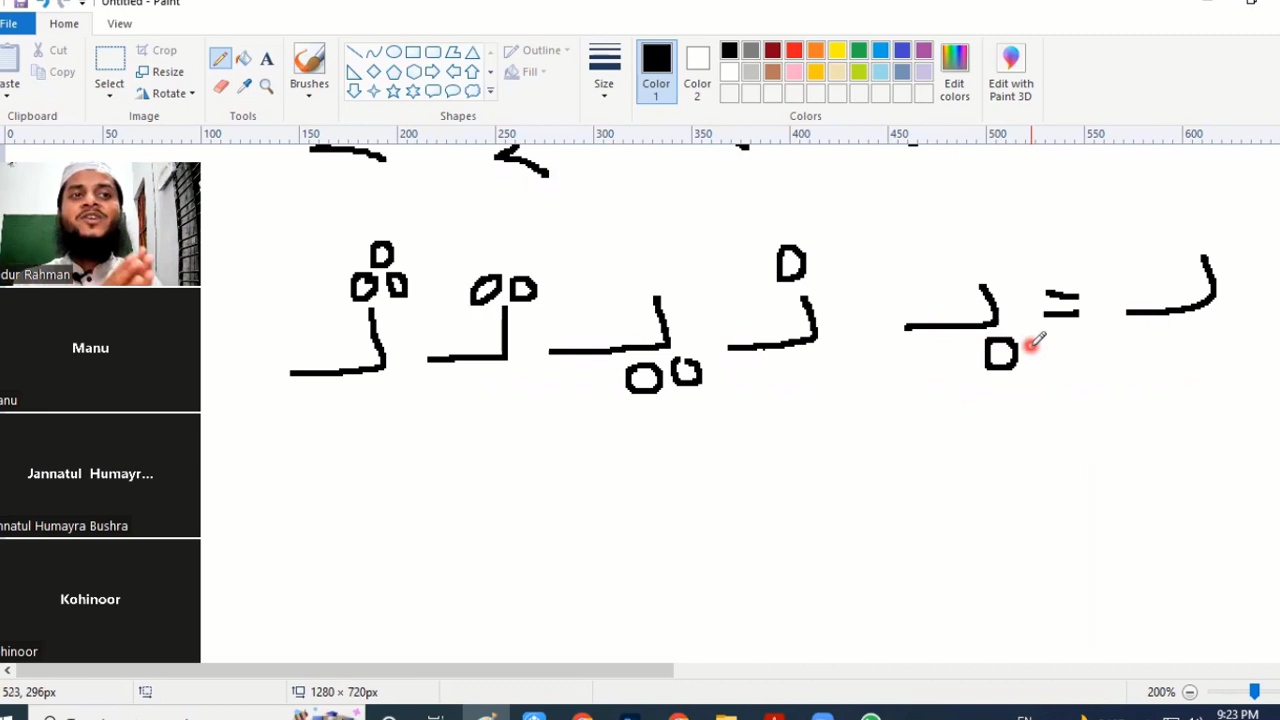 Untitled - Paint
File Home View
Cut
Copy
Crop
Resize
Rotate
Select
Brushes
Outline
Fill
Size
Color 1
Color 2
Edit colors
Edit with Paint 3D
Clipboard
Image
Tools
Shapes
Colors
0 50 100 150 200 250 300 350 400 450 500 550 600
dur Rahman
Manu
anu
Jannatul Humayr...
nnatul Humayra Bushra
Kohinoor
hinoor
ﺛ ﺗ ﻳ ﻧ ﺑ = ﯨ
523, 296px
1280 × 720px
200%
EN
9:23 PM